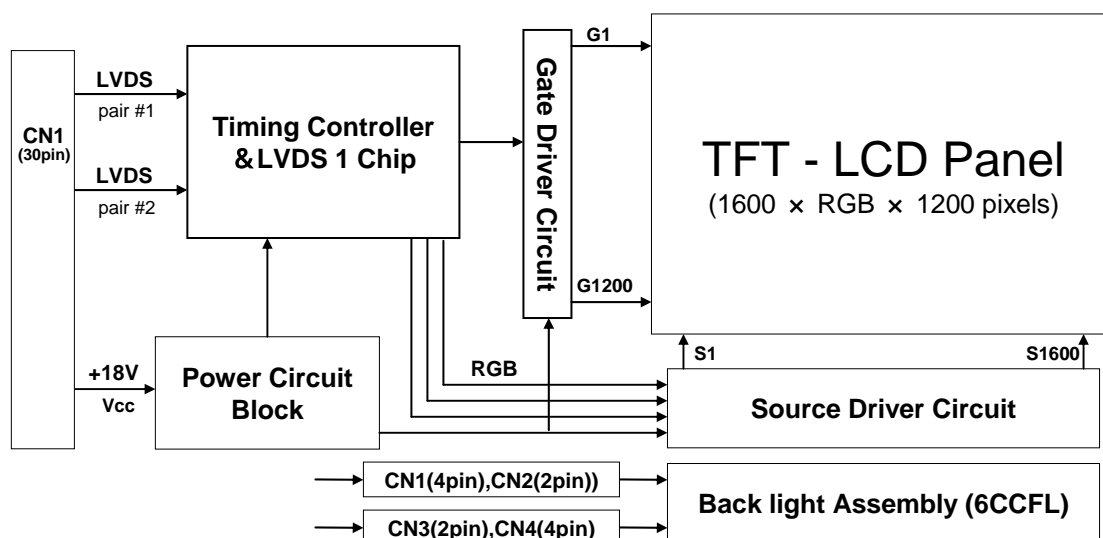 CN1
(30pin)
LVDS
pair #1
LVDS
pair #2
+18V
Vcc
Timing Controller
&LVDS 1 Chip
Power Circuit
Block
Gate Driver Circuit
G1
G1200
TFT - LCD Panel
(1600 × RGB × 1200 pixels)
S1
S1600
RGB
Source Driver Circuit
CN1(4pin),CN2(2pin))
CN3(2pin),CN4(4pin)
Back light Assembly (6CCFL)